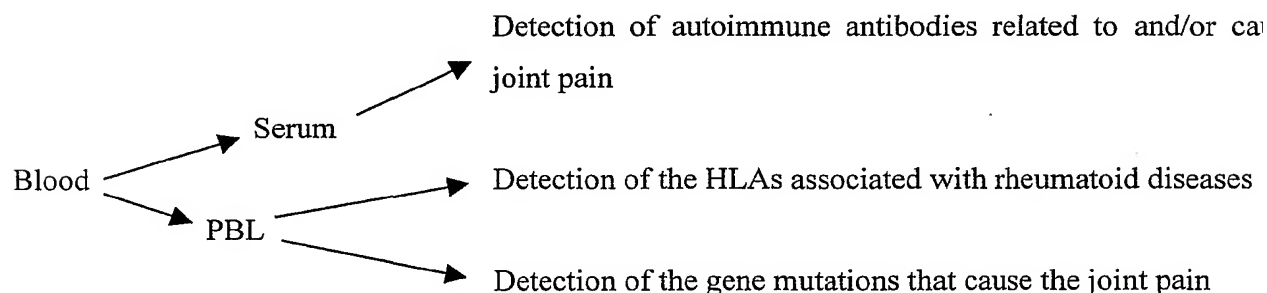 Detection of autoimmune antibodies related to and/or
joint pain
Serum
Blood
Detection of the HLAs associated with rheumatoid diseases
PBL
Detection of the gene mutations that cause the joint pain